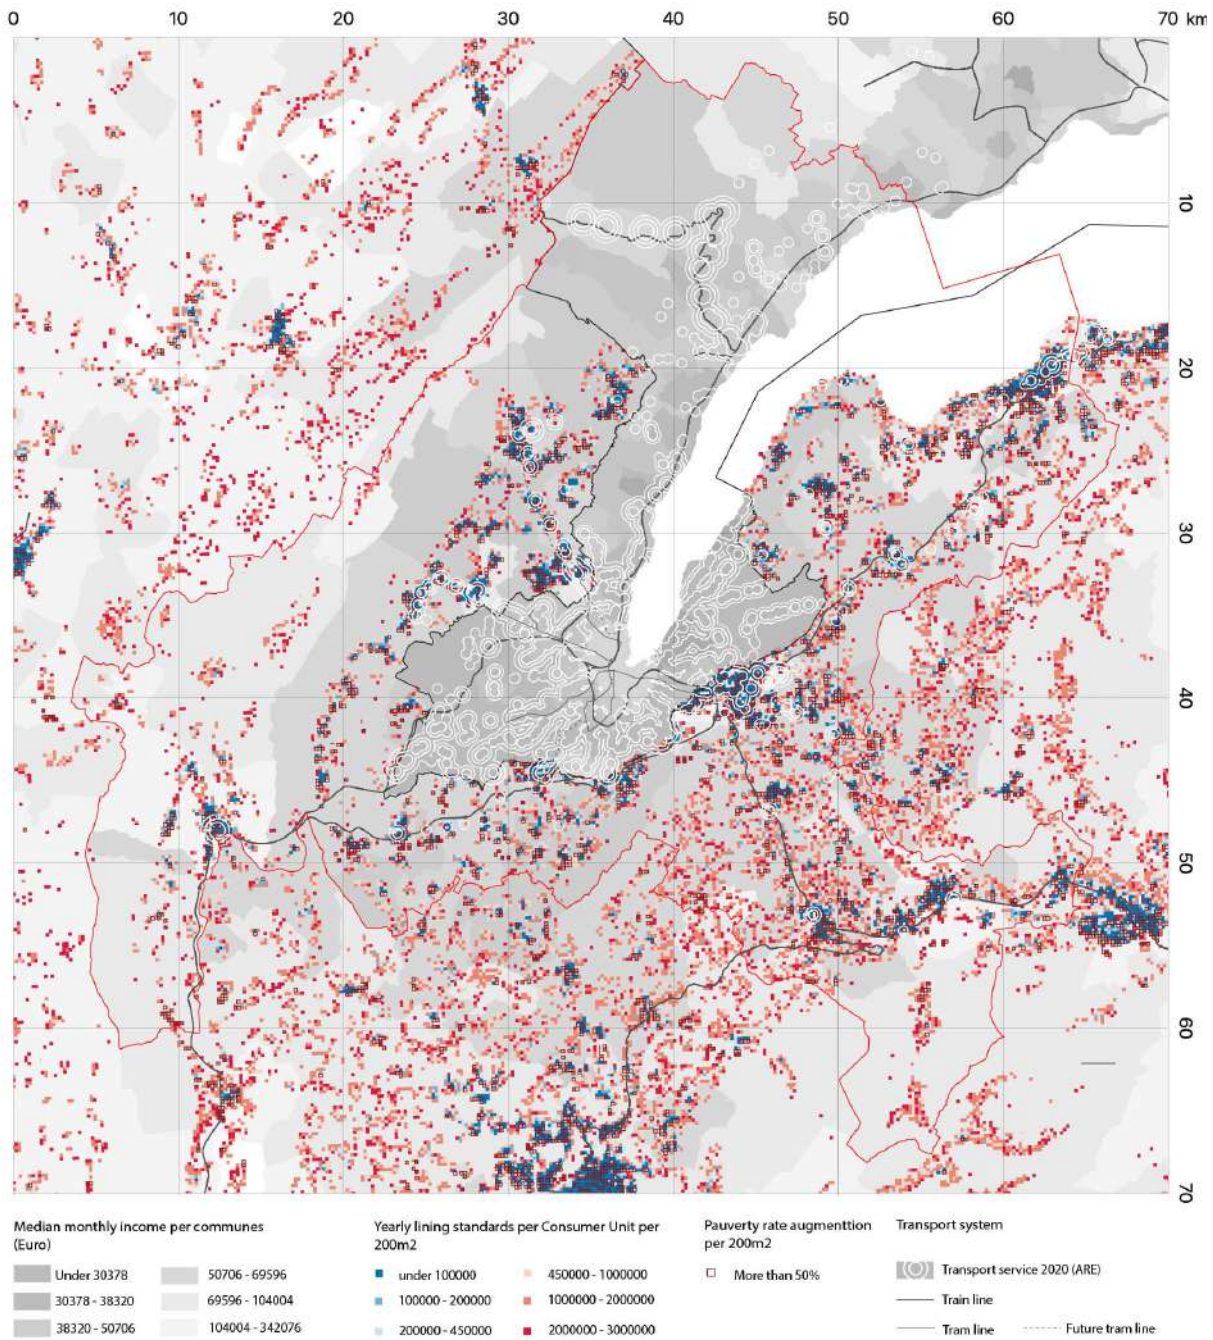 0 10 20 30 40 50 60 70 km
10
20
30
40
50
60
70
Median monthly income per communes
(Euro)
Under 30378
30378 - 38320
38320 - 50706
50706 - 69596
69596 - 104004
104004 - 342076
Yearly lining standards per Consumer Unit per
200m2
under 100000
100000 - 200000
200000 - 450000
450000 - 1000000
1000000 - 2000000
2000000 - 3000000
Pauverty rate augmenttion
per 200m2
More than 50%
Transport system
Transport service 2020 (ARE)
Train line
Tram line
Future tram line